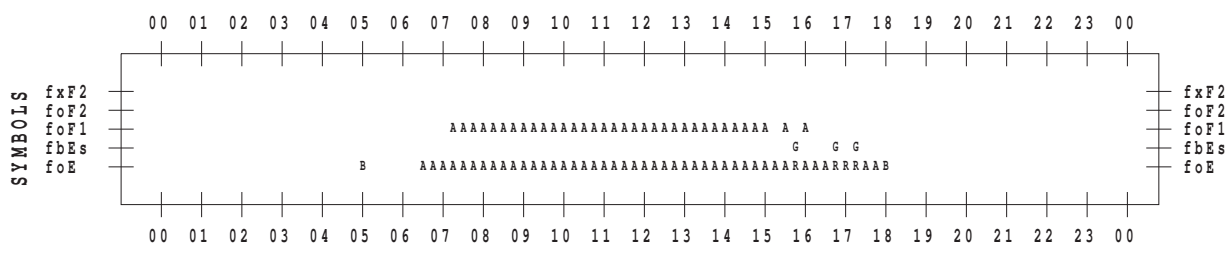 00 01 02 03 04 05 06 07 08 09 10 11 12 13 14 15 16 17 18 19 20 21 22 23 00
SYMBOLS
fxF2 fxF2
foF2 foF2
foF1 AAAAAAAAAAAAAAAAAAAAAAAAAAAAAAAA A A foF1
fbEs G G G fbEs
foE B AAAAAAAAAAAAAAAAAAAAAAAAAAAAAAAAAAAAARAAARRRAAB foE
00 01 02 03 04 05 06 07 08 09 10 11 12 13 14 15 16 17 18 19 20 21 22 23 00